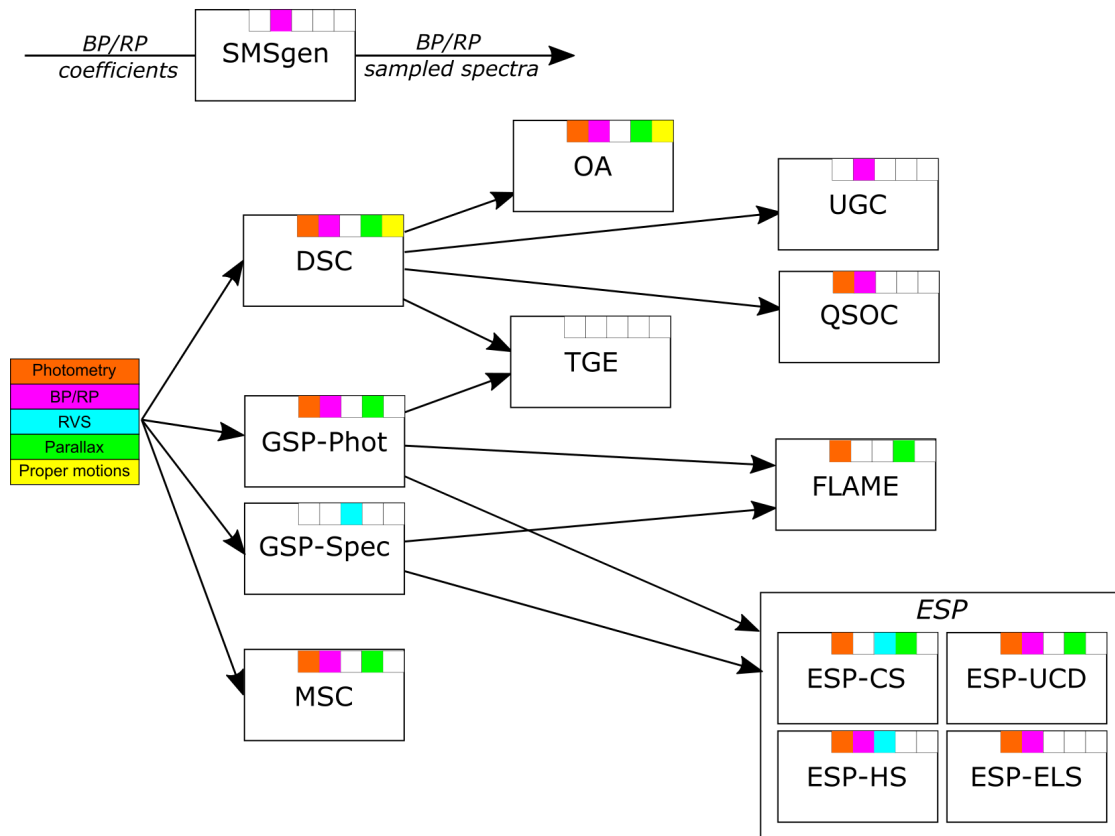 BP/RP
coefficients
SMSgen
BP/RP
sampled spectra
OA
UGC
DSC
QSOC
TGE
Photometry
BP/RP
RVS
Parallax
Proper motions
GSP-Phot
FLAME
GSP-Spec
ESP
MSC
ESP-CS
ESP-UCD
ESP-HS
ESP-ELS